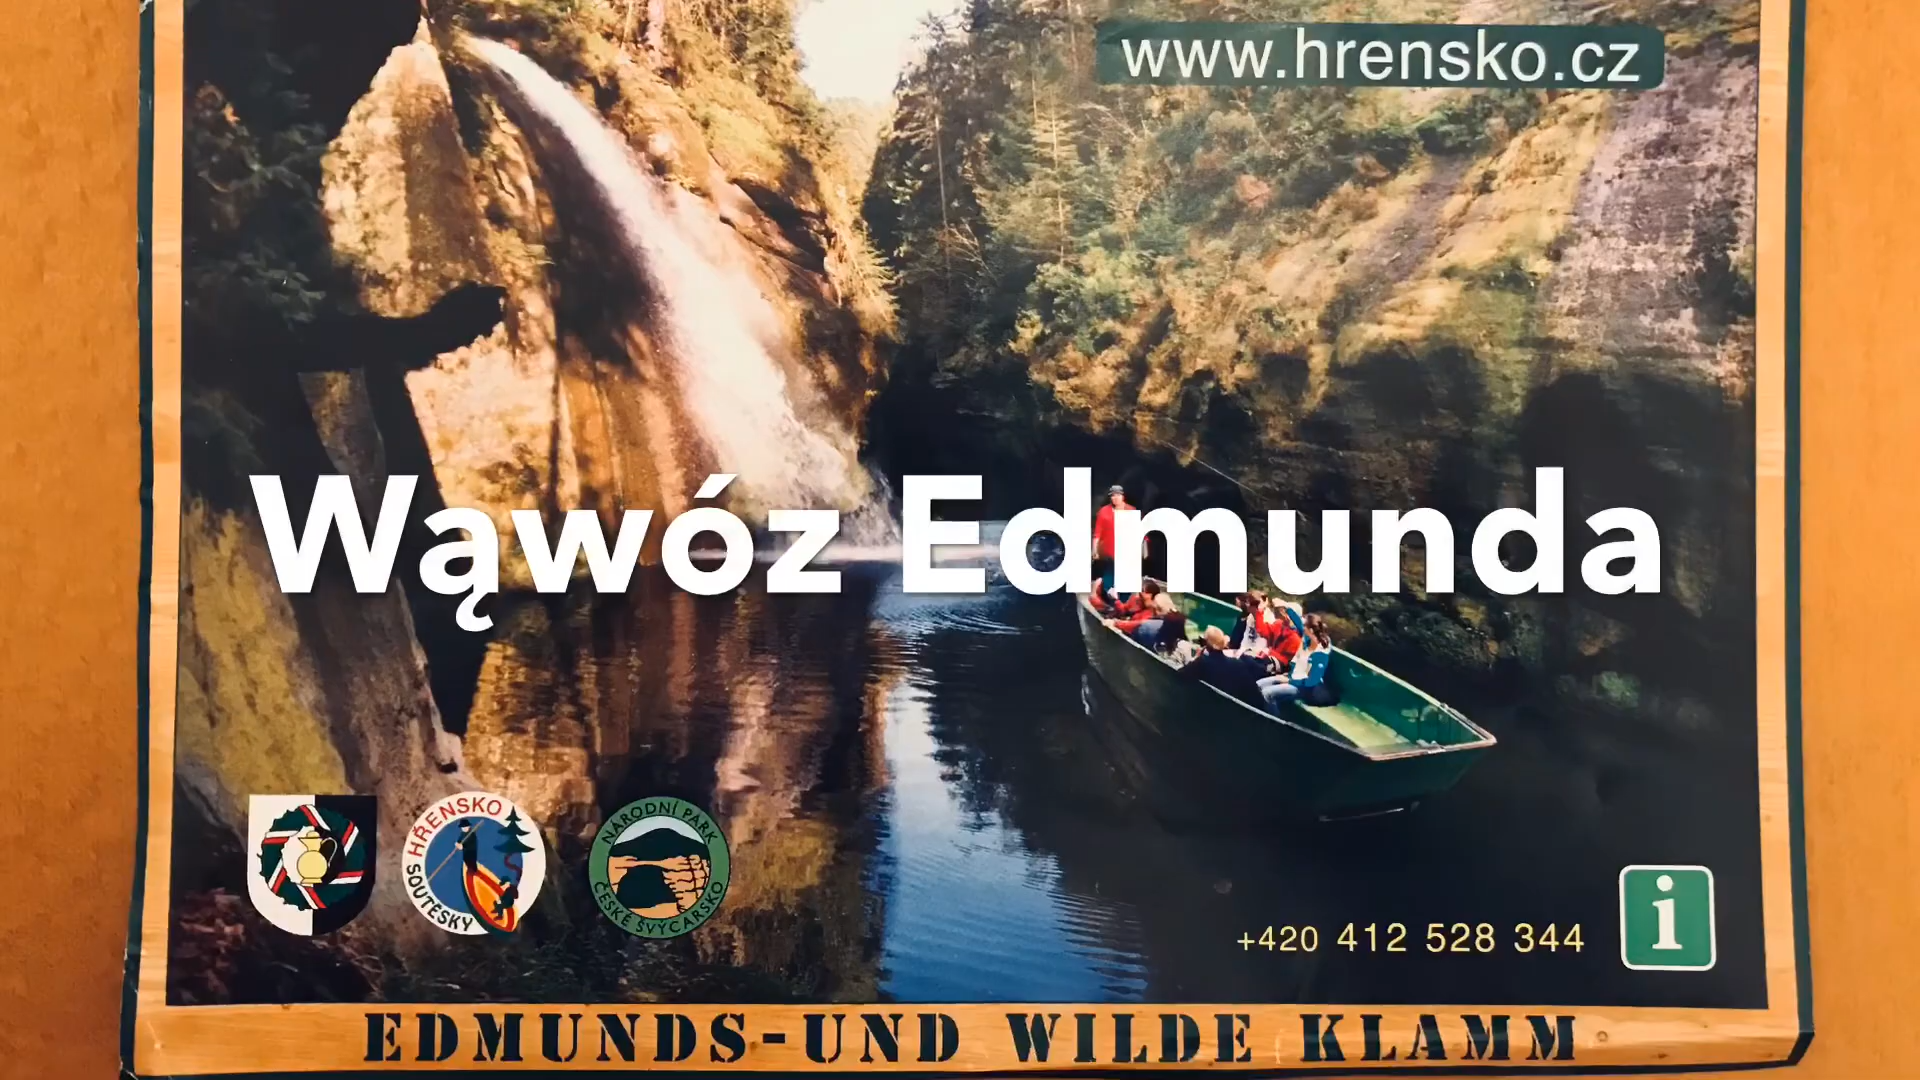 www.hrensko.cz
Wąwóz Edmunda
HŘENSKO
SOUTĚSKY
NÁRODNÍ PARK
ČESKÉ ŠVÝCARSKO
+420 412 528 344
i
EDMUNDS-UND WILDE KLAMM